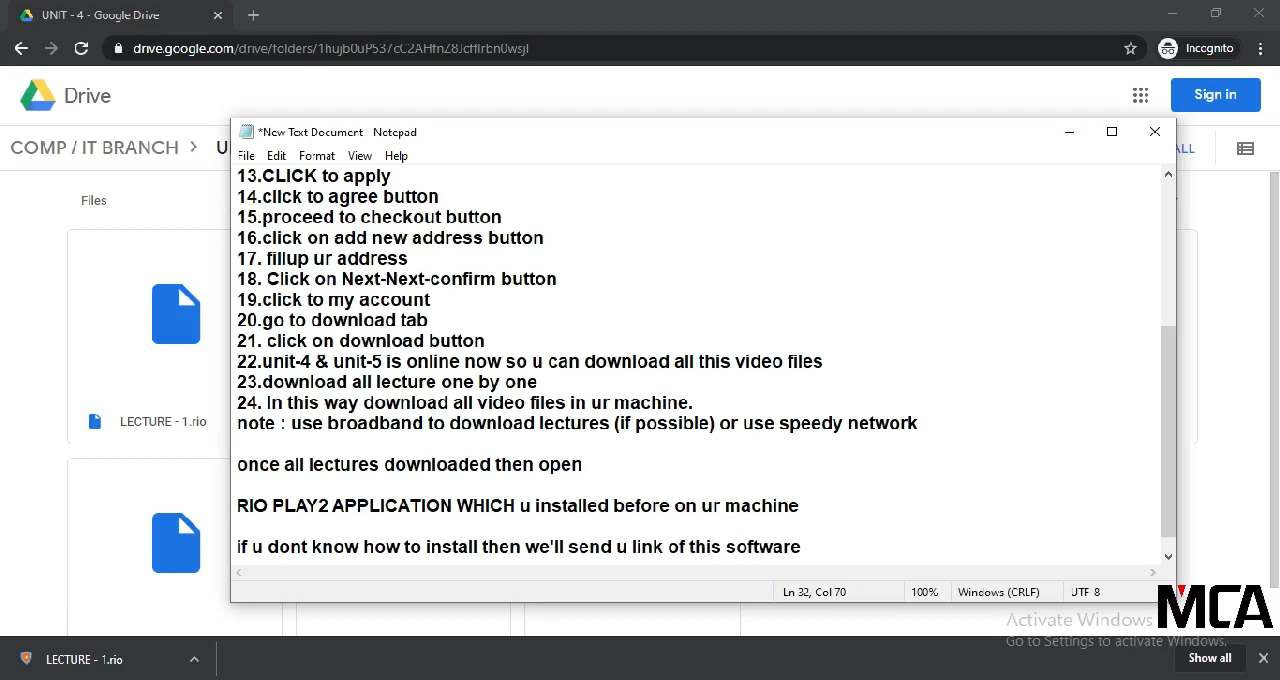 UNIT - 4 - Google Drive
Incognito
Drive
Sign in
COMP / IT BRANCH
*New Text Document - Notepad
File Edit Format View Help
Files
13.CLICK to apply
14.click to agree button
15.proceed to checkout button
16.click on add new address button
17. fillup ur address
18. Click on Next-Next-confirm button
19.click to my account
20.go to download tab
21. click on download button
22.unit-4 & unit-5 is online now so u can download all this video files
23.download all lecture one by one
24. In this way download all video files in ur machine.
note : use broadband to download lectures (if possible) or use speedy network
once all lectures downloaded then open
RIO PLAY2 APPLICATION WHICH u installed before on ur machine
if u dont know how to install then we'll send u link of this software
LECTURE - 1.rio
Ln 32, Col 70 100% Windows (CRLF) UTF-8
MCA
Activate Windows
Go to Settings to activate Windows.
LECTURE - 1.rio
Show all